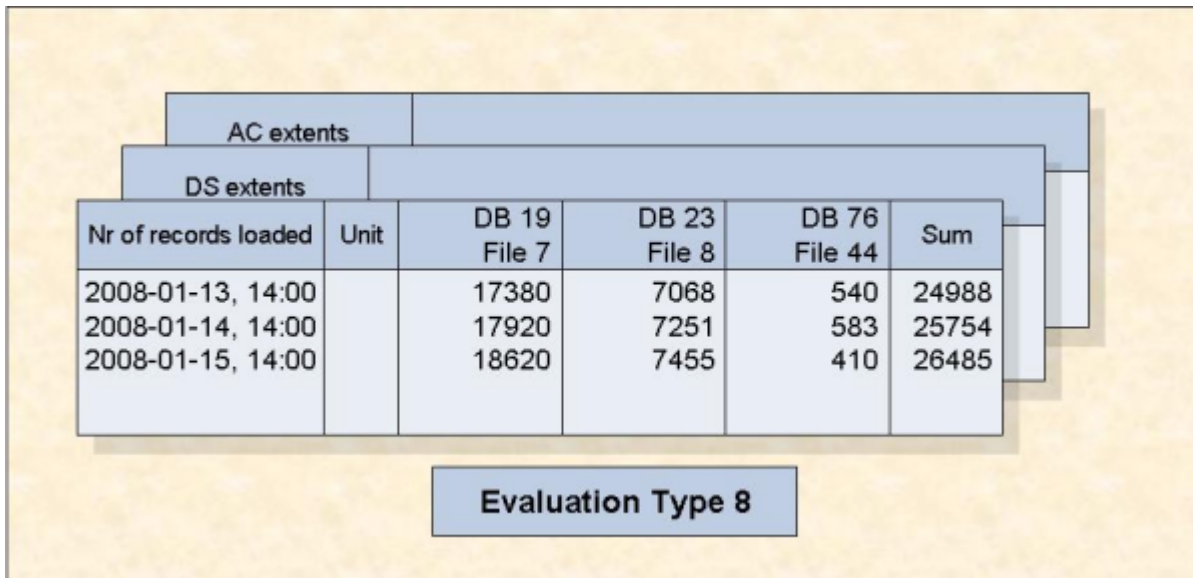 AC extents
DS extents
Nr of records loaded Unit DB 19 File 7 DB 23 File 8 DB 76 File 44 Sum
2008-01-13, 14:00 17380 7068 540 24988
2008-01-14, 14:00 17920 7251 583 25754
2008-01-15, 14:00 18620 7455 410 26485
Evaluation Type 8